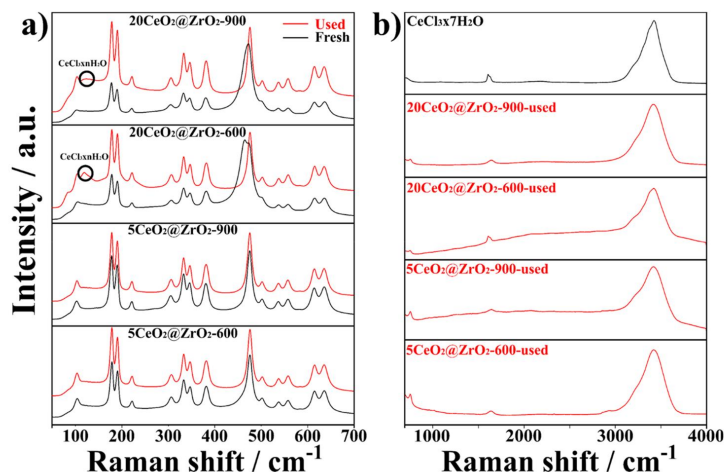 a)
20CeO₂@ZrO₂-900
Used
Fresh
CeCl₃xnH₂O
20CeO₂@ZrO₂-600
CeCl₃xnH₂O
5CeO₂@ZrO₂-900
5CeO₂@ZrO₂-600
Intensity / a.u.
100 200 300 400 500 600 700
Raman shift / cm⁻¹
b)
CeCl₃x7H₂O
20CeO₂@ZrO₂-900-used
20CeO₂@ZrO₂-600-used
5CeO₂@ZrO₂-900-used
5CeO₂@ZrO₂-600-used
1000 2000 3000 4000
Raman shift / cm⁻¹